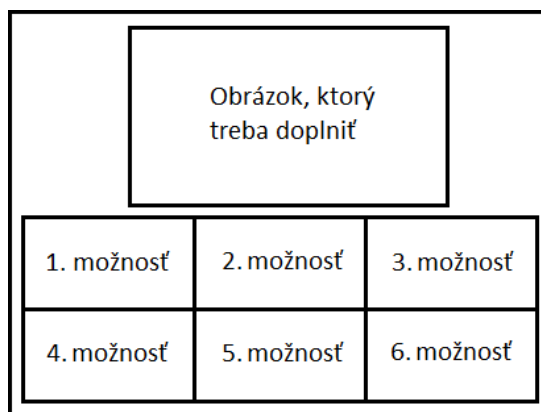 Obrázok, ktorý
treba doplniť
1. možnosť
2. možnosť
3. možnosť
4. možnosť
5. možnosť
6. možnosť